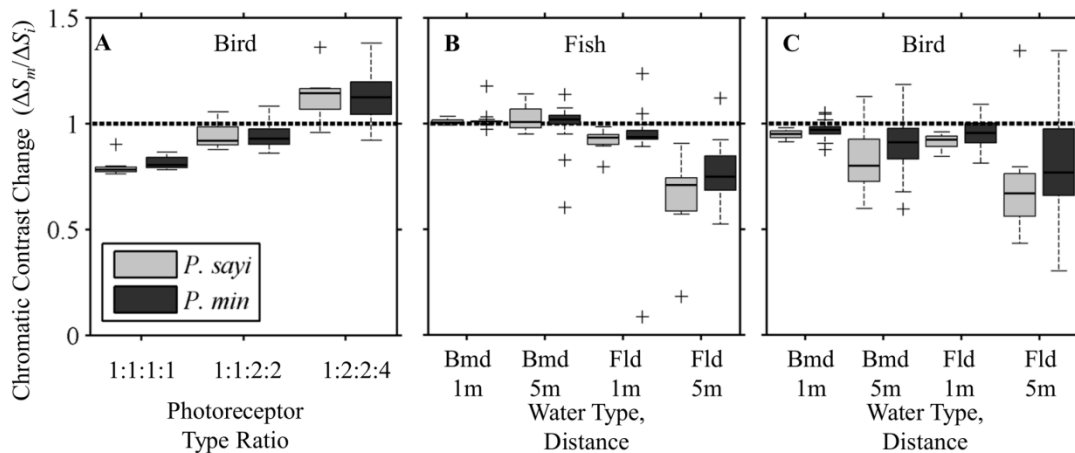 Chromatic Contrast Change (ΔSm/ΔSi)
1.5
1
0.5
0
A
Bird
P. sayi
P. min
1:1:1:1
1:1:2:2
1:2:2:4
Photoreceptor
Type Ratio
B
Fish
Bmd Bmd Fld Fld
1m 5m 1m 5m
Water Type,
Distance
C
Bird
Bmd Bmd Fld Fld
1m 5m 1m 5m
Water Type,
Distance